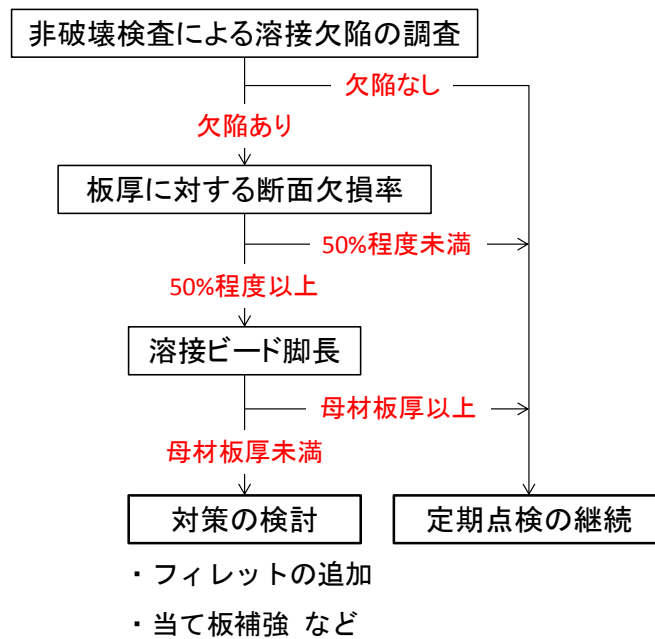 非破壊検査による溶接欠陥の調査
欠陥なし
欠陥あり
板厚に対する断面欠損率
50%程度未満
50%程度以上
溶接ビード脚長
母材板厚以上
母材板厚未満
対策の検討
定期点検の継続
・フィレットの追加
・当て板補強 など